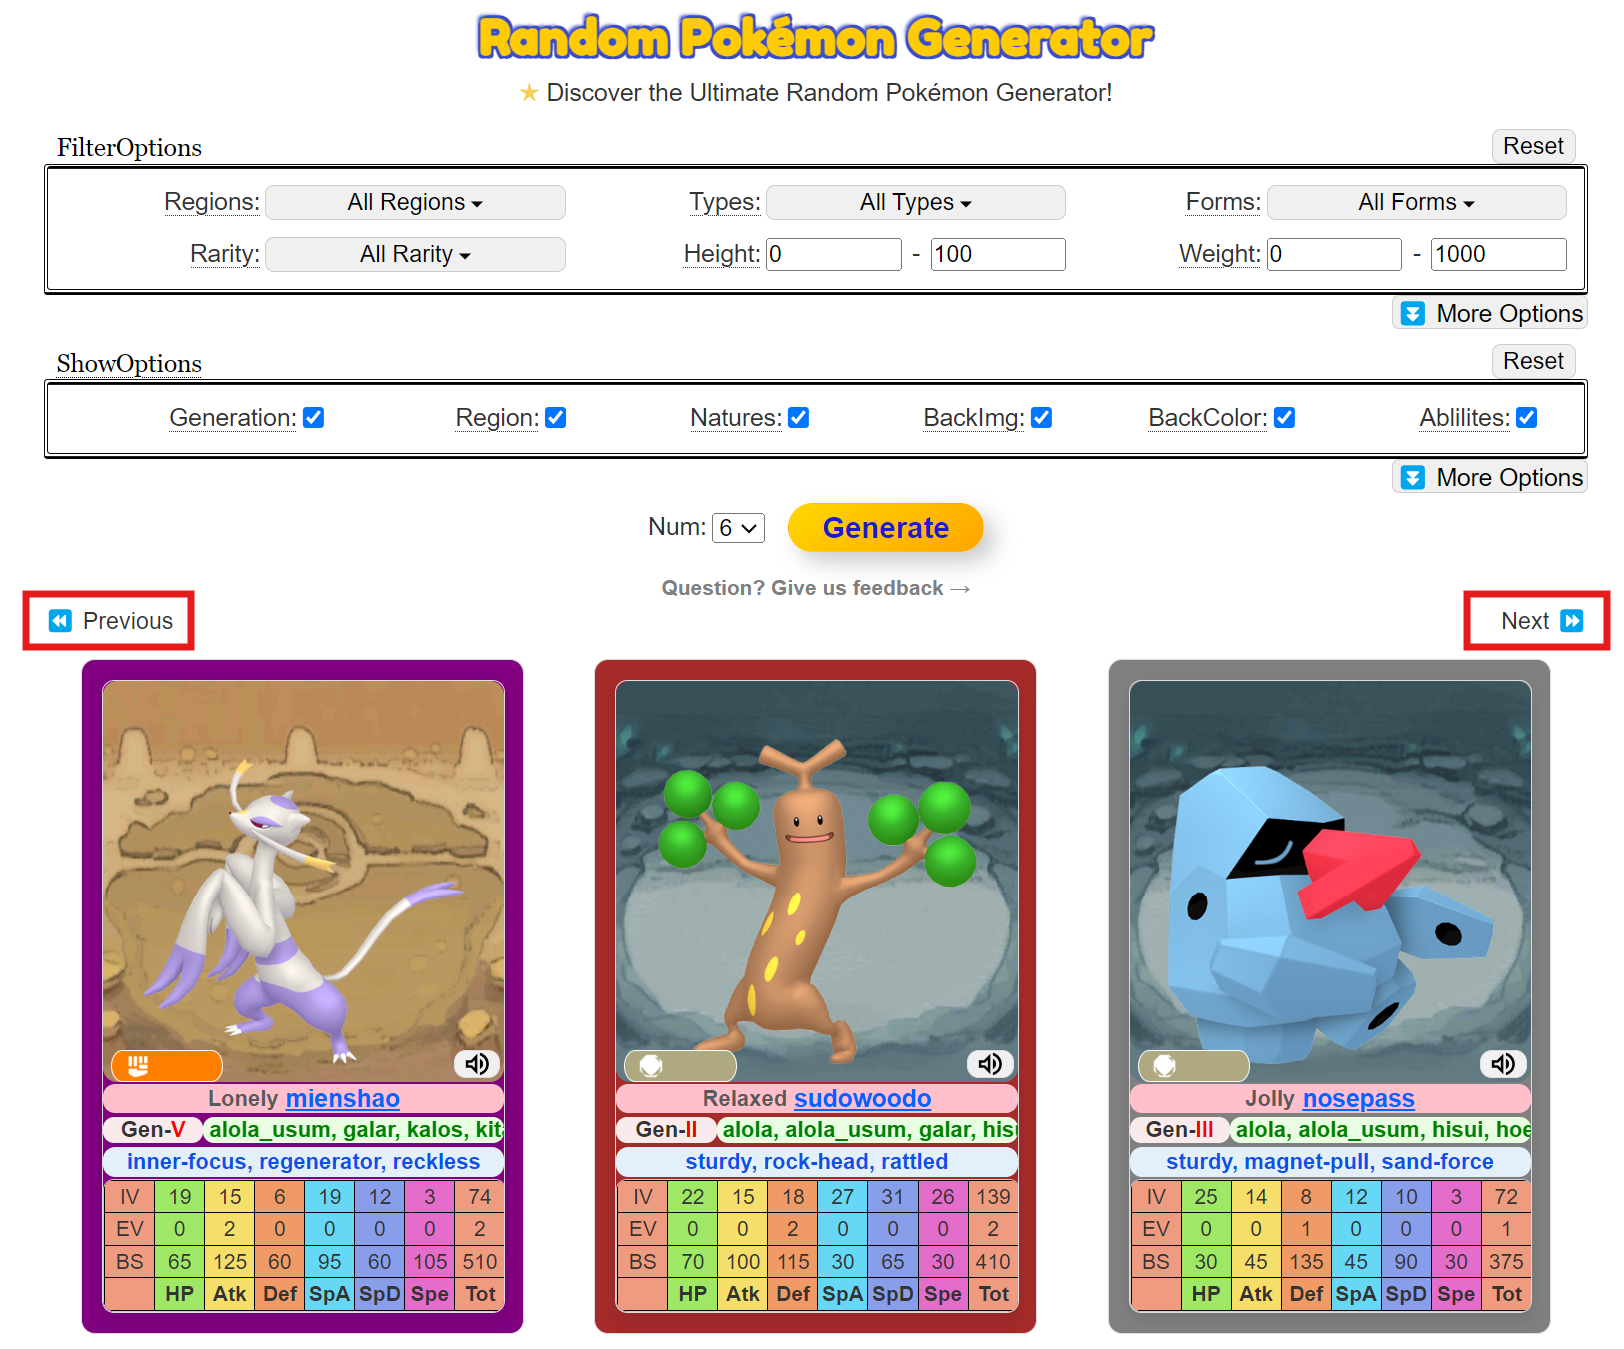 Random Pokémon Generator
★ Discover the Ultimate Random Pokémon Generator!
FilterOptions Reset
Regions: All Regions ▾ Types: All Types ▾ Forms: All Forms ▾
Rarity: All Rarity ▾ Height: 0 - 100 Weight: 0 - 1000
More Options
ShowOptions Reset
Generation: Region: Natures: BackImg: BackColor: Ablilites:
More Options
Num: 6 Generate
Question? Give us feedback →
Previous Next
Lonely mienshao
Gen-V alola_usum, galar, kalos, kit
inner-focus, regenerator, reckless
IV 19 15 6 19 12 3 74
EV 0 2 0 0 0 0 2
BS 65 125 60 95 60 105 510
HP Atk Def SpA SpD Spe Tot
Relaxed sudowoodo
Gen-II alola, alola_usum, galar, his
sturdy, rock-head, rattled
IV 22 15 18 27 31 26 139
EV 0 0 2 0 0 0 2
BS 70 100 115 30 65 30 410
HP Atk Def SpA SpD Spe Tot
Jolly nosepass
Gen-III alola, alola_usum, hisui, hoe
sturdy, magnet-pull, sand-force
IV 25 14 8 12 10 3 72
EV 0 0 1 0 0 0 1
BS 30 45 135 45 90 30 375
HP Atk Def SpA SpD Spe Tot